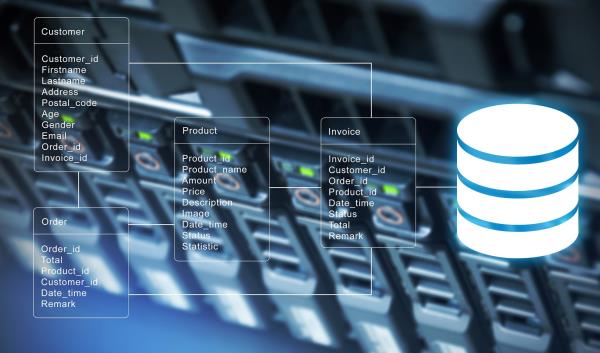 Customer
Customer_id
Firstname
Lastname
Address
Postal_code
Age
Gender
Email
Order_id
Invoice_id
Product
Product_id
Product_name
Amount
Price
Description
Image
Date_time
Status
Statistic
Invoice
Invoice_id
Customer_id
Order_id
Product_id
Date_time
Status
Total
Remark
Order
Order_id
Total
Product_id
Customer_id
Date_time
Remark